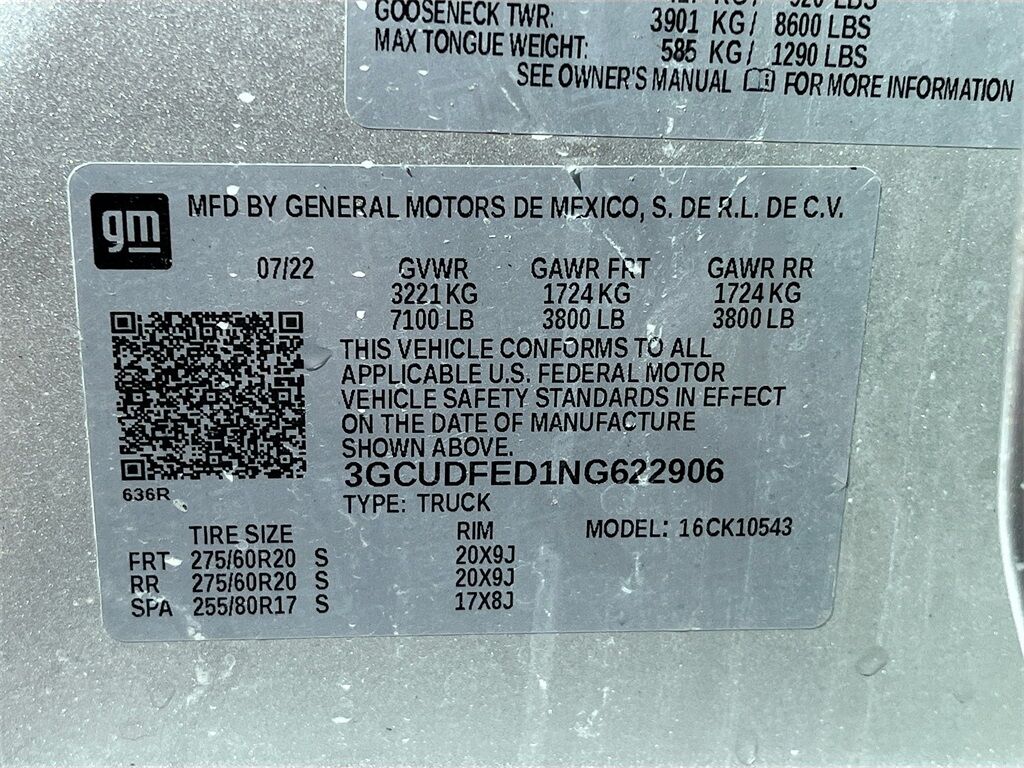 KG/ 920 LBS
GOOSENECK TWR: 3901 KG/ 8600 LBS
MAX TONGUE WEIGHT: 585 KG/ 1290 LBS
SEE OWNER'S MANUAL FOR MORE INFORMATION
gm
MFD BY GENERAL MOTORS DE MEXICO, S. DE R.L. DE C.V.
07/22 GVWR GAWR FRT GAWR RR
3221 KG 1724 KG 1724 KG
7100 LB 3800 LB 3800 LB
THIS VEHICLE CONFORMS TO ALL
APPLICABLE U.S. FEDERAL MOTOR
VEHICLE SAFETY STANDARDS IN EFFECT
ON THE DATE OF MANUFACTURE
SHOWN ABOVE.
3GCUDFED1NG622906
636R
TYPE: TRUCK
TIRE SIZE RIM MODEL: 16CK10543
FRT 275/60R20 S 20X9J
RR 275/60R20 S 20X9J
SPA 255/80R17 S 17X8J